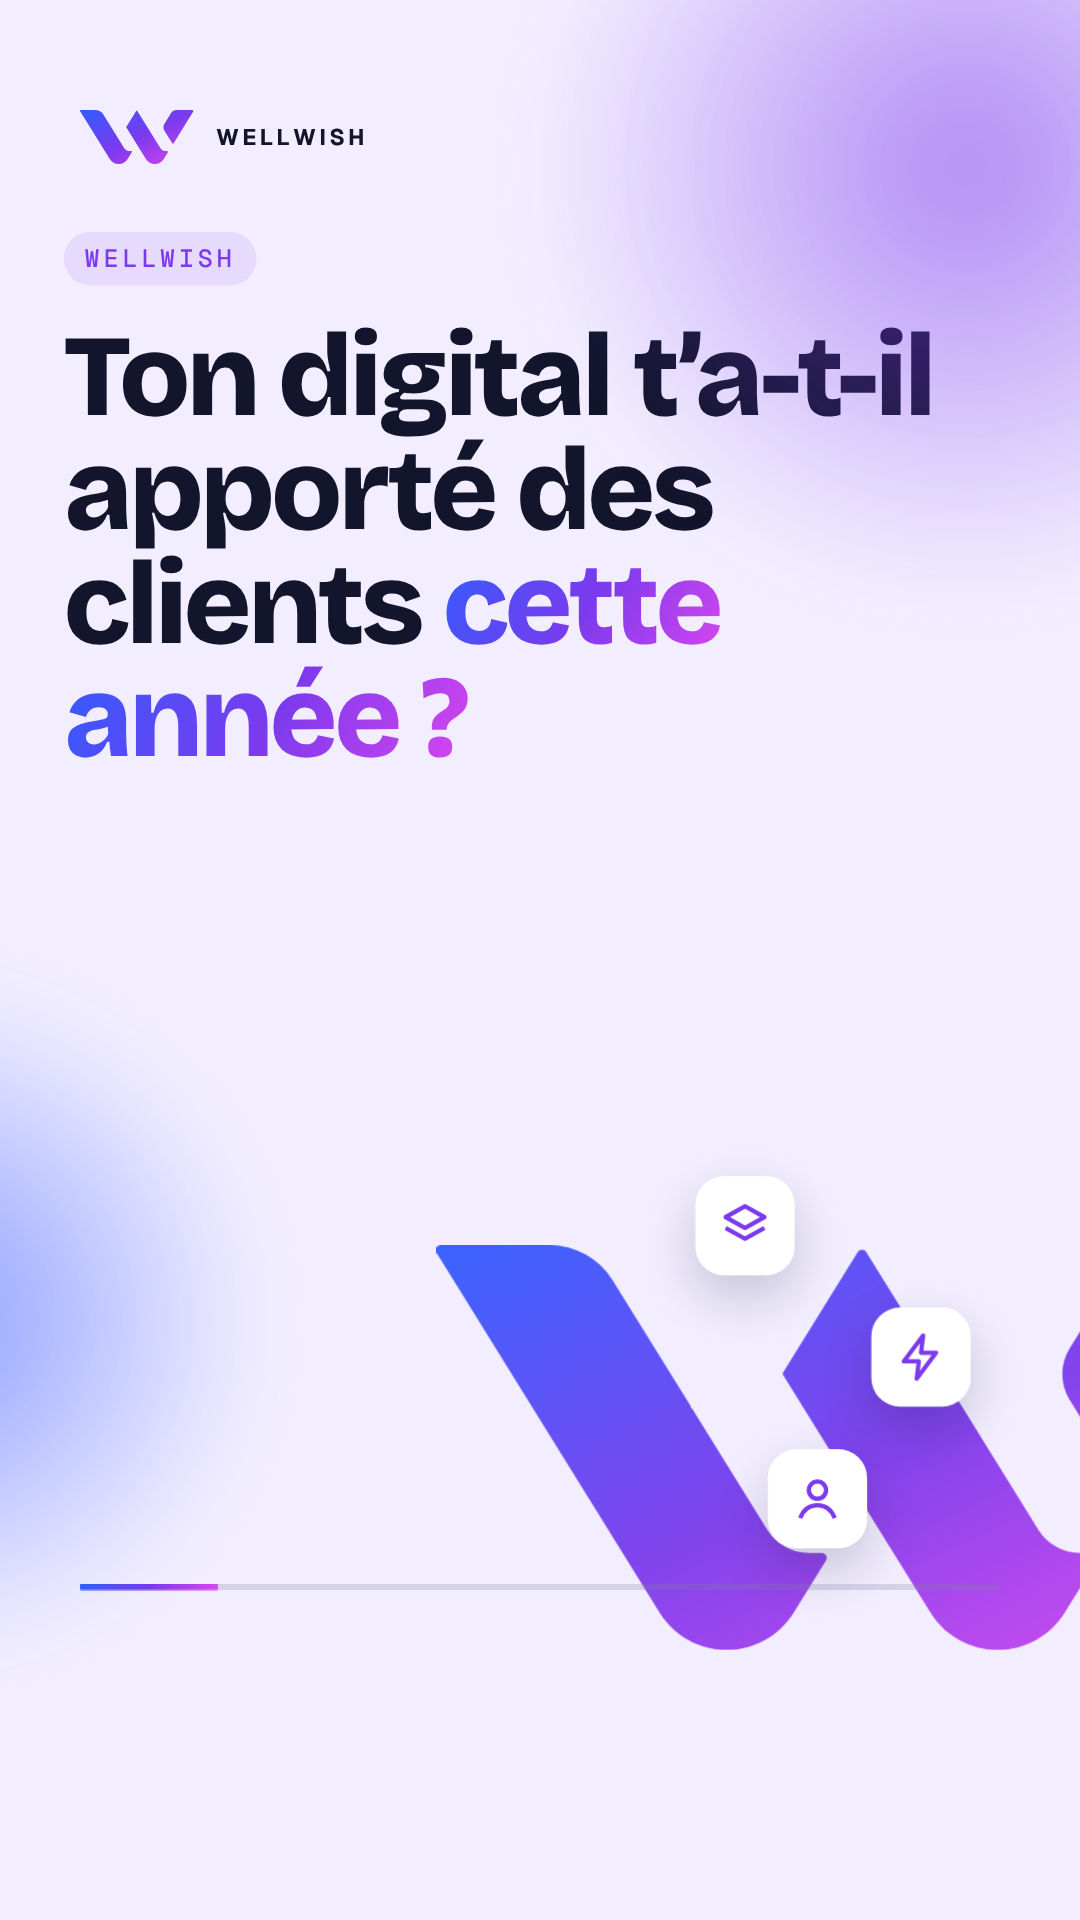 WELLWISH
WELLWISH
Ton digital t’a-t-il
apporté des
clients cette
année ?